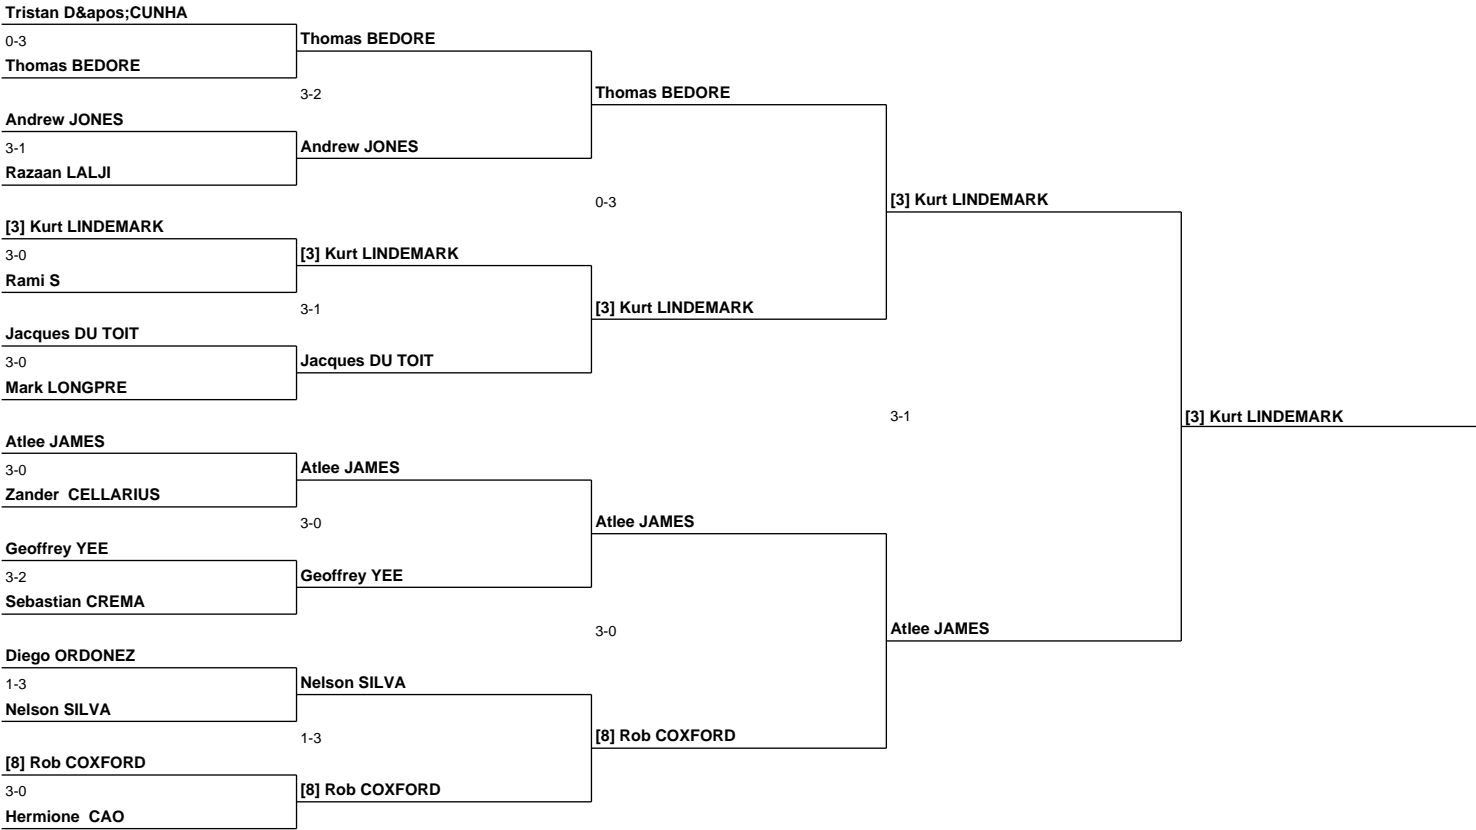 Tristan D&apos;CUNHA
0-3
Thomas BEDORE
Andrew JONES
3-1
Razaan LALJI
[3] Kurt LINDEMARK
3-0
Rami S
Jacques DU TOIT
3-0
Mark LONGPRE
Atlee JAMES
3-0
Zander  CELLARIUS
Geoffrey YEE
3-2
Sebastian CREMA
Diego ORDONEZ
1-3
Nelson SILVA
[8] Rob COXFORD
3-0
Hermione  CAO
Thomas BEDORE
3-2
Andrew JONES
[3] Kurt LINDEMARK
3-1
Jacques DU TOIT
Atlee JAMES
3-0
Geoffrey YEE
Nelson SILVA
1-3
[8] Rob COXFORD
Thomas BEDORE
0-3
[3] Kurt LINDEMARK
Atlee JAMES
3-0
[8] Rob COXFORD
[3] Kurt LINDEMARK
3-1
Atlee JAMES
[3] Kurt LINDEMARK